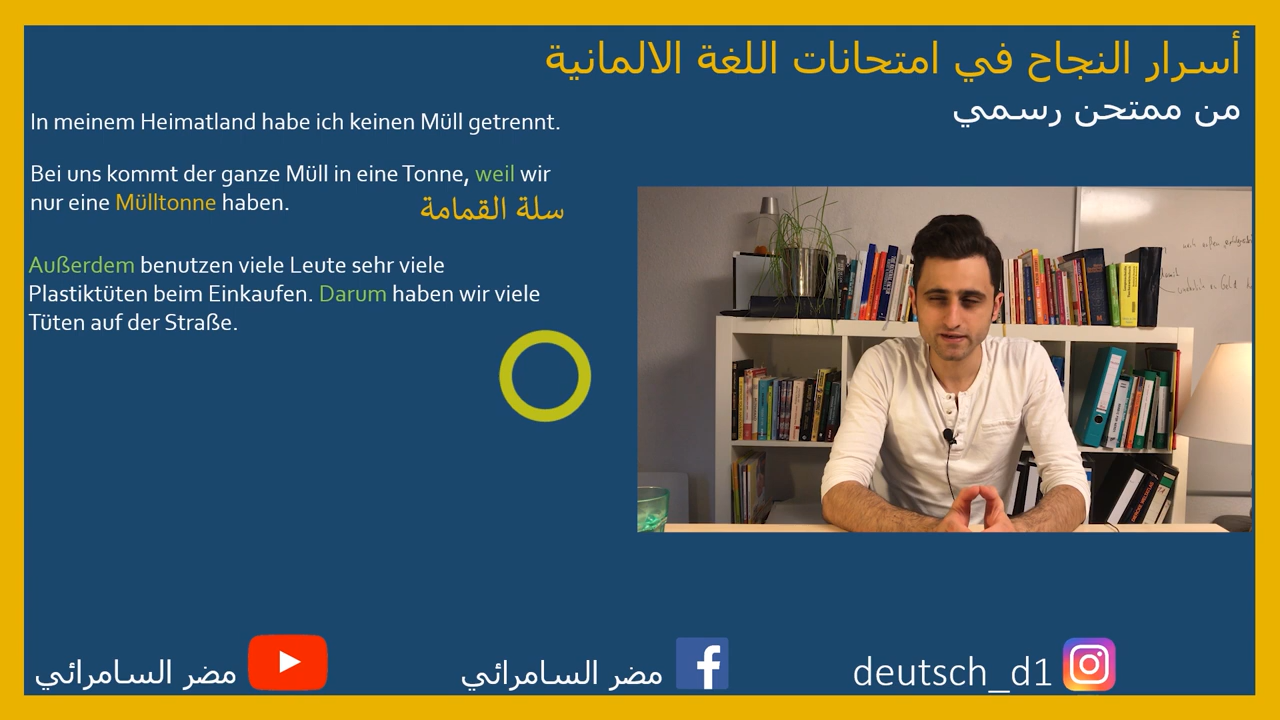 أسرار النجاح في امتحانات اللغة الالمانية
من ممتحن رسمي
In meinem Heimatland habe ich keinen Müll getrennt.
Bei uns kommt der ganze Müll in eine Tonne, weil wir
nur eine Mülltonne haben.
سلة القمامة
Außerdem benutzen viele Leute sehr viele
Plastiktüten beim Einkaufen. Darum haben wir viele
Tüten auf der Straße.
مضر السامرائي
مضر السامرائي
deutsch_d1